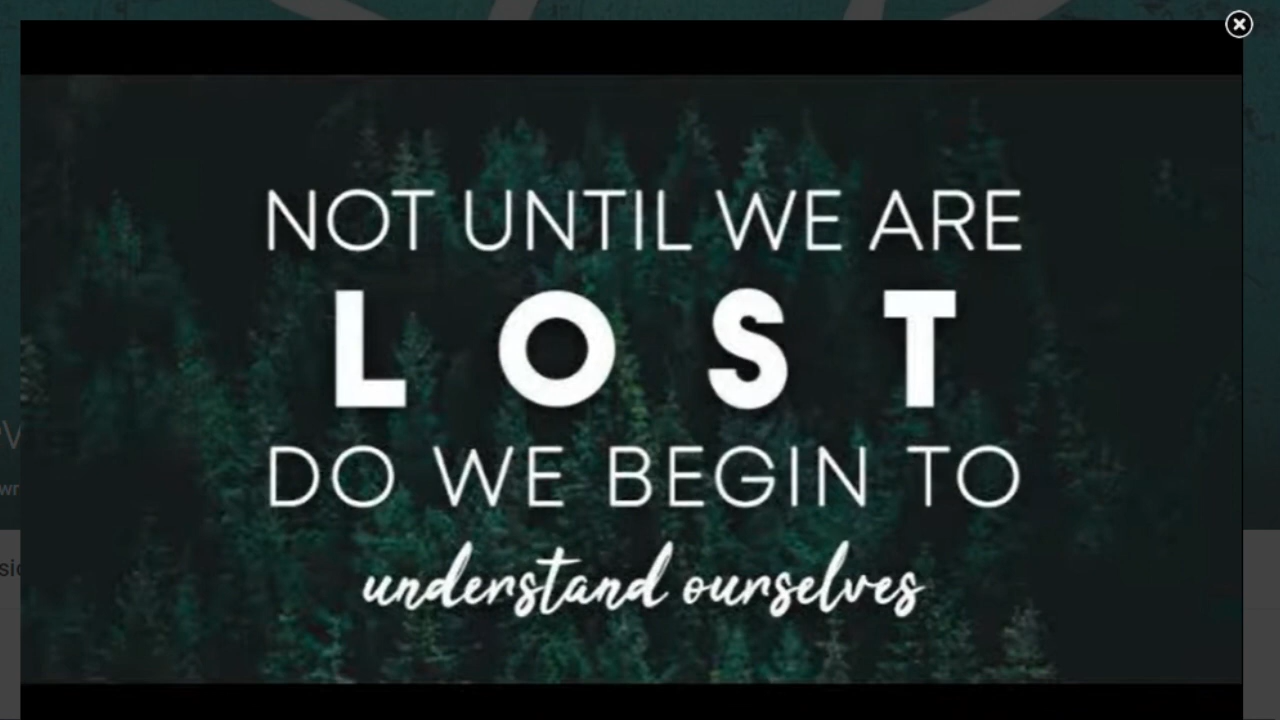 NOT UNTIL WE ARE
LOST
DO WE BEGIN TO
understand ourselves